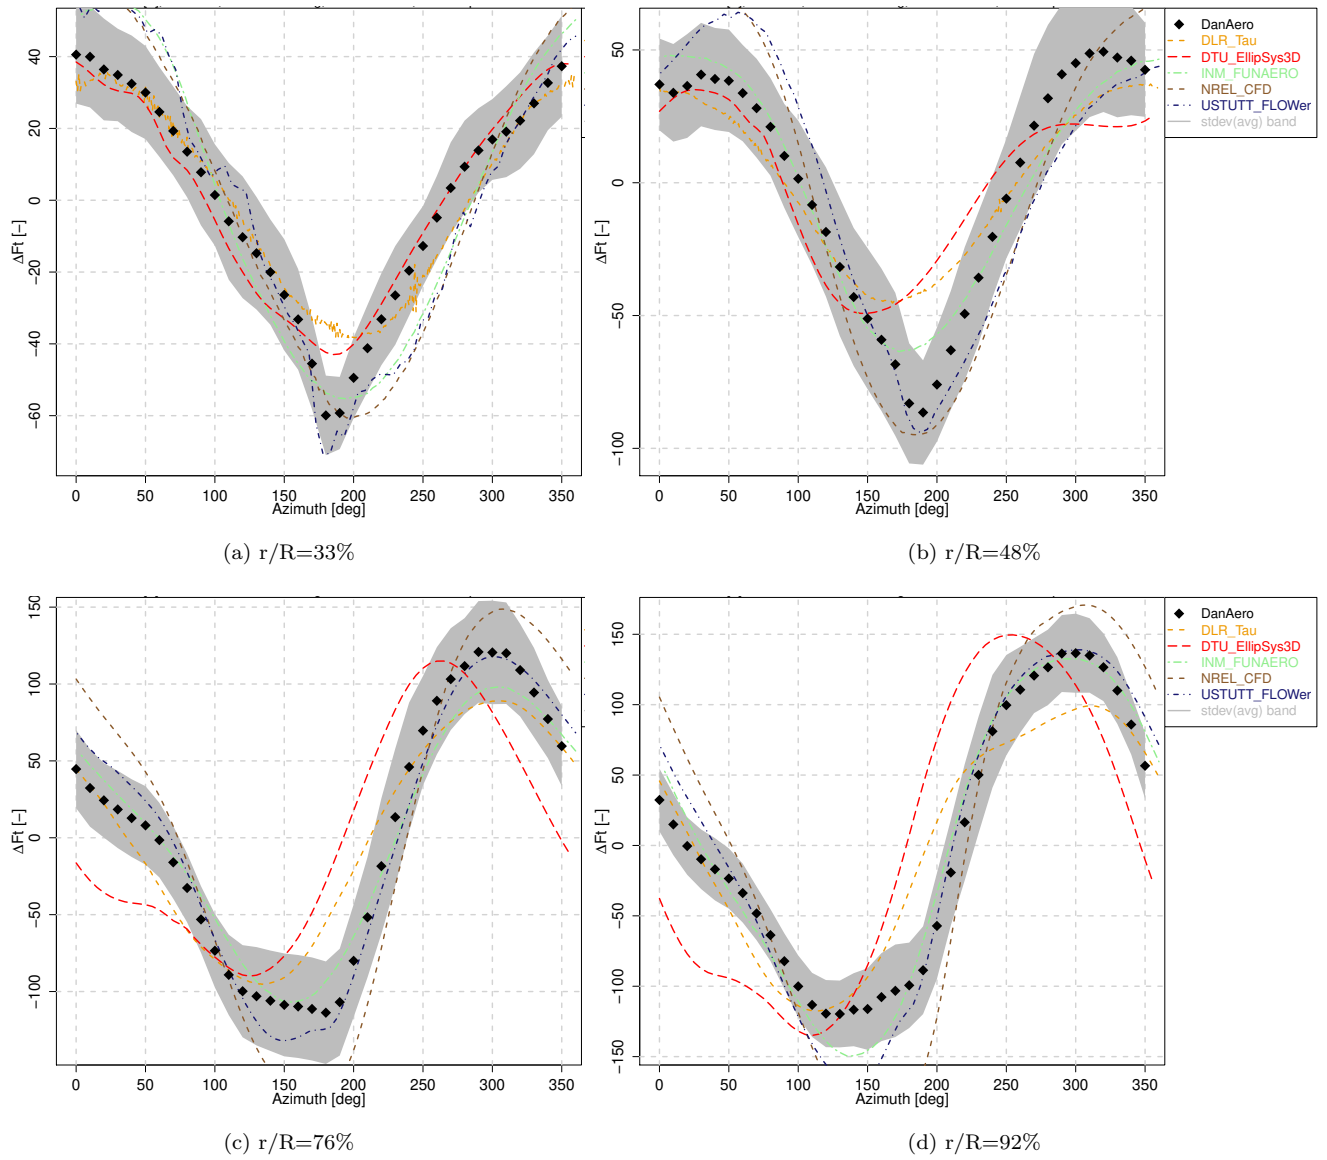 40
20
0
−20
−40
−60
ΔFt [−]
0 50 100 150 200 250 300 350
Azimuth [deg]
(a) r/R=33%
50
0
−50
−100
ΔFt [−]
0 50 100 150 200 250 300 350
Azimuth [deg]
(b) r/R=48%
DanAero
DLR_Tau
DTU_EllipSys3D
INM_FUNAERO
NREL_CFD
USTUTT_FLOWer
stdev(avg) band
150
100
50
0
−50
−100
ΔFt [−]
0 50 100 150 200 250 300 350
Azimuth [deg]
(c) r/R=76%
150
100
50
0
−50
−100
−150
ΔFt [−]
0 50 100 150 200 250 300 350
Azimuth [deg]
(d) r/R=92%
DanAero
DLR_Tau
DTU_EllipSys3D
INM_FUNAERO
NREL_CFD
USTUTT_FLOWer
stdev(avg) band